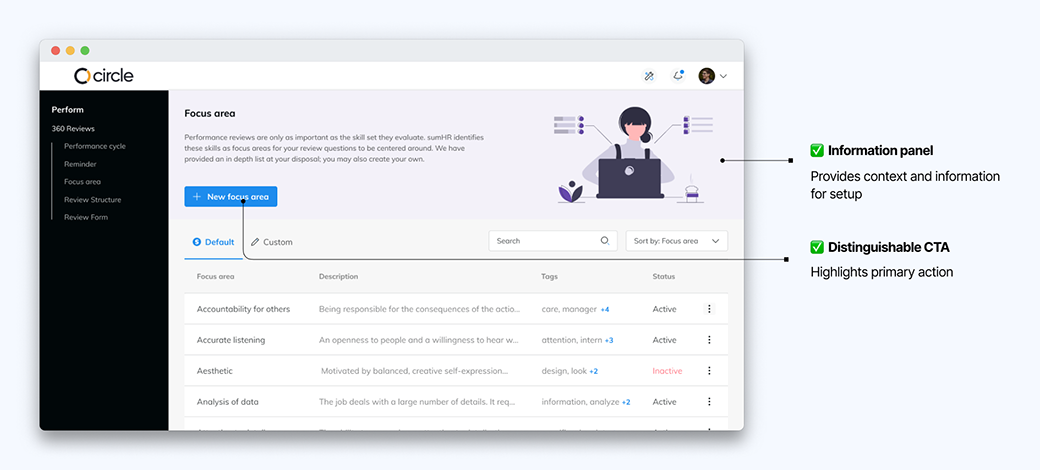 circle
Perform
360 Reviews
Performance cycle
Reminder
Focus area
Review Structure
Review Form
Focus area
Performance reviews are only as important as the skill set they evaluate. sumHR identifies
these skills as focus areas for your review questions to be centered around. We have
provided an in depth list at your disposal; you may also create your own.
+ New focus area
Default
Custom
Search
Sort by: Focus area
Focus area Description Tags Status
Accountability for others Being responsible for the consequences of the actio... care, manager +4 Active
Accurate listening An openness to people and a willingness to hear w... attention, intern +3 Active
Aesthetic Motivated by balanced, creative self-expression... design, look +2 Inactive
Analysis of data The job deals with a large number of details. It req... information, analyze +2 Active
✅ Information panel
Provides context and information
for setup
✅ Distinguishable CTA
Highlights primary action